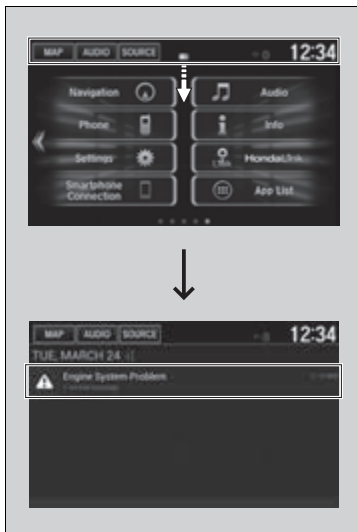 MAP AUDIO SOURCE 12:34
Navigation Audio
Phone Info
Settings HondaLink
Smartphone
Connection App List
MAP AUDIO SOURCE 12:34
TUE, MARCH 24
Engine System Problem